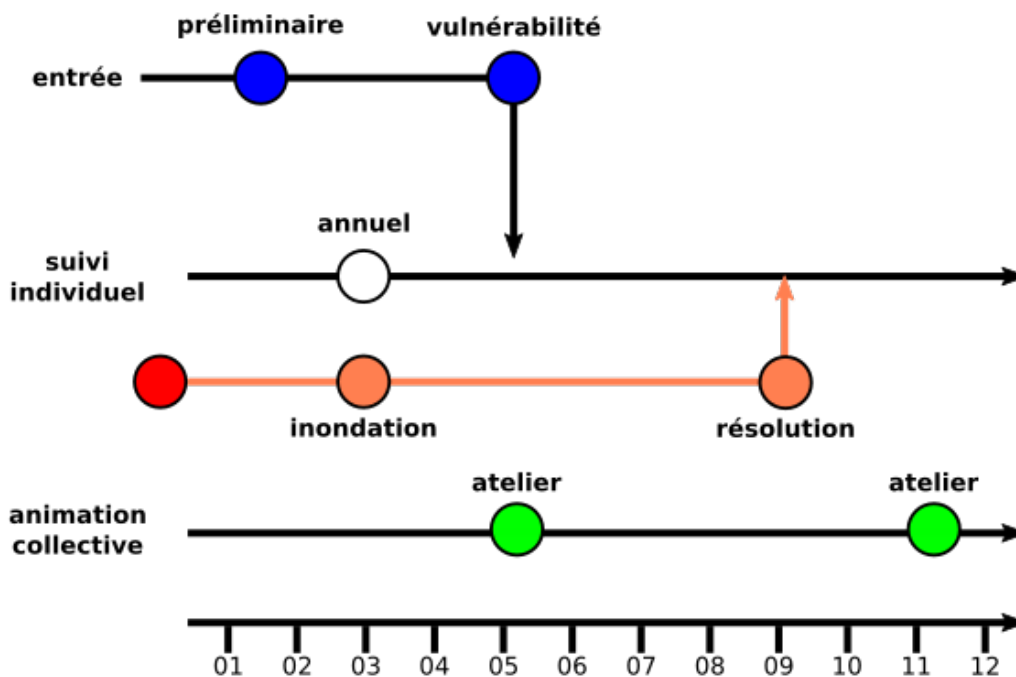 préliminaire
vulnérabilité
entrée
annuel
suivi
individuel
inondation
résolution
atelier
atelier
animation
collective
01 02 03 04 05 06 07 08 09 10 11 12